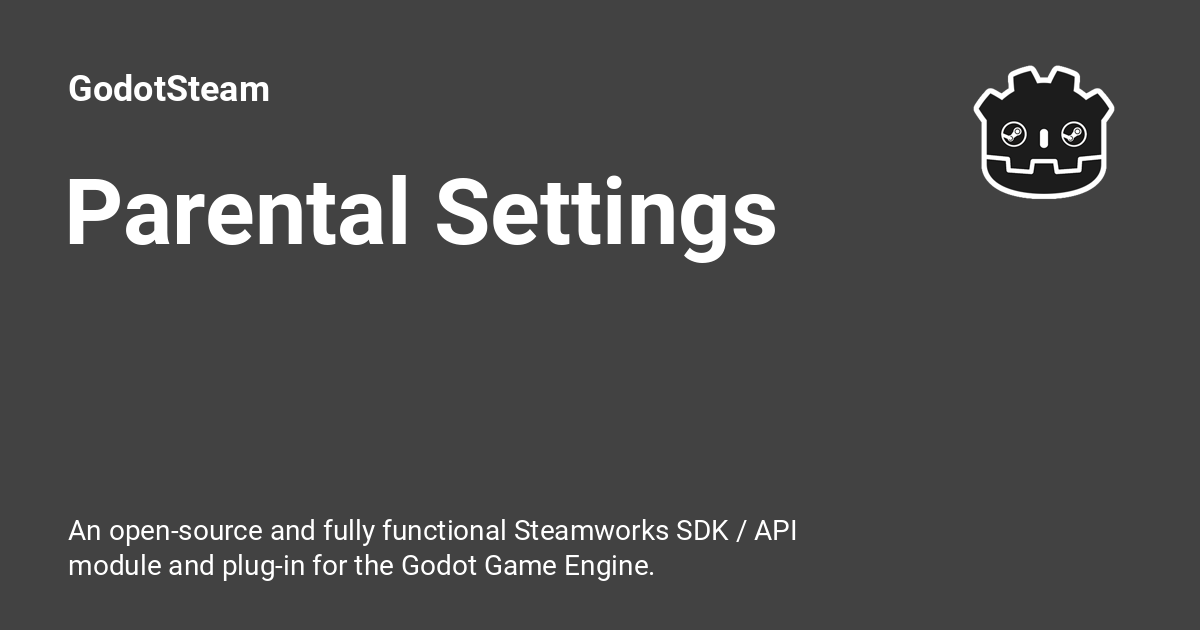 GodotSteam
Parental Settings
An open-source and fully functional Steamworks SDK / API
module and plug-in for the Godot Game Engine.